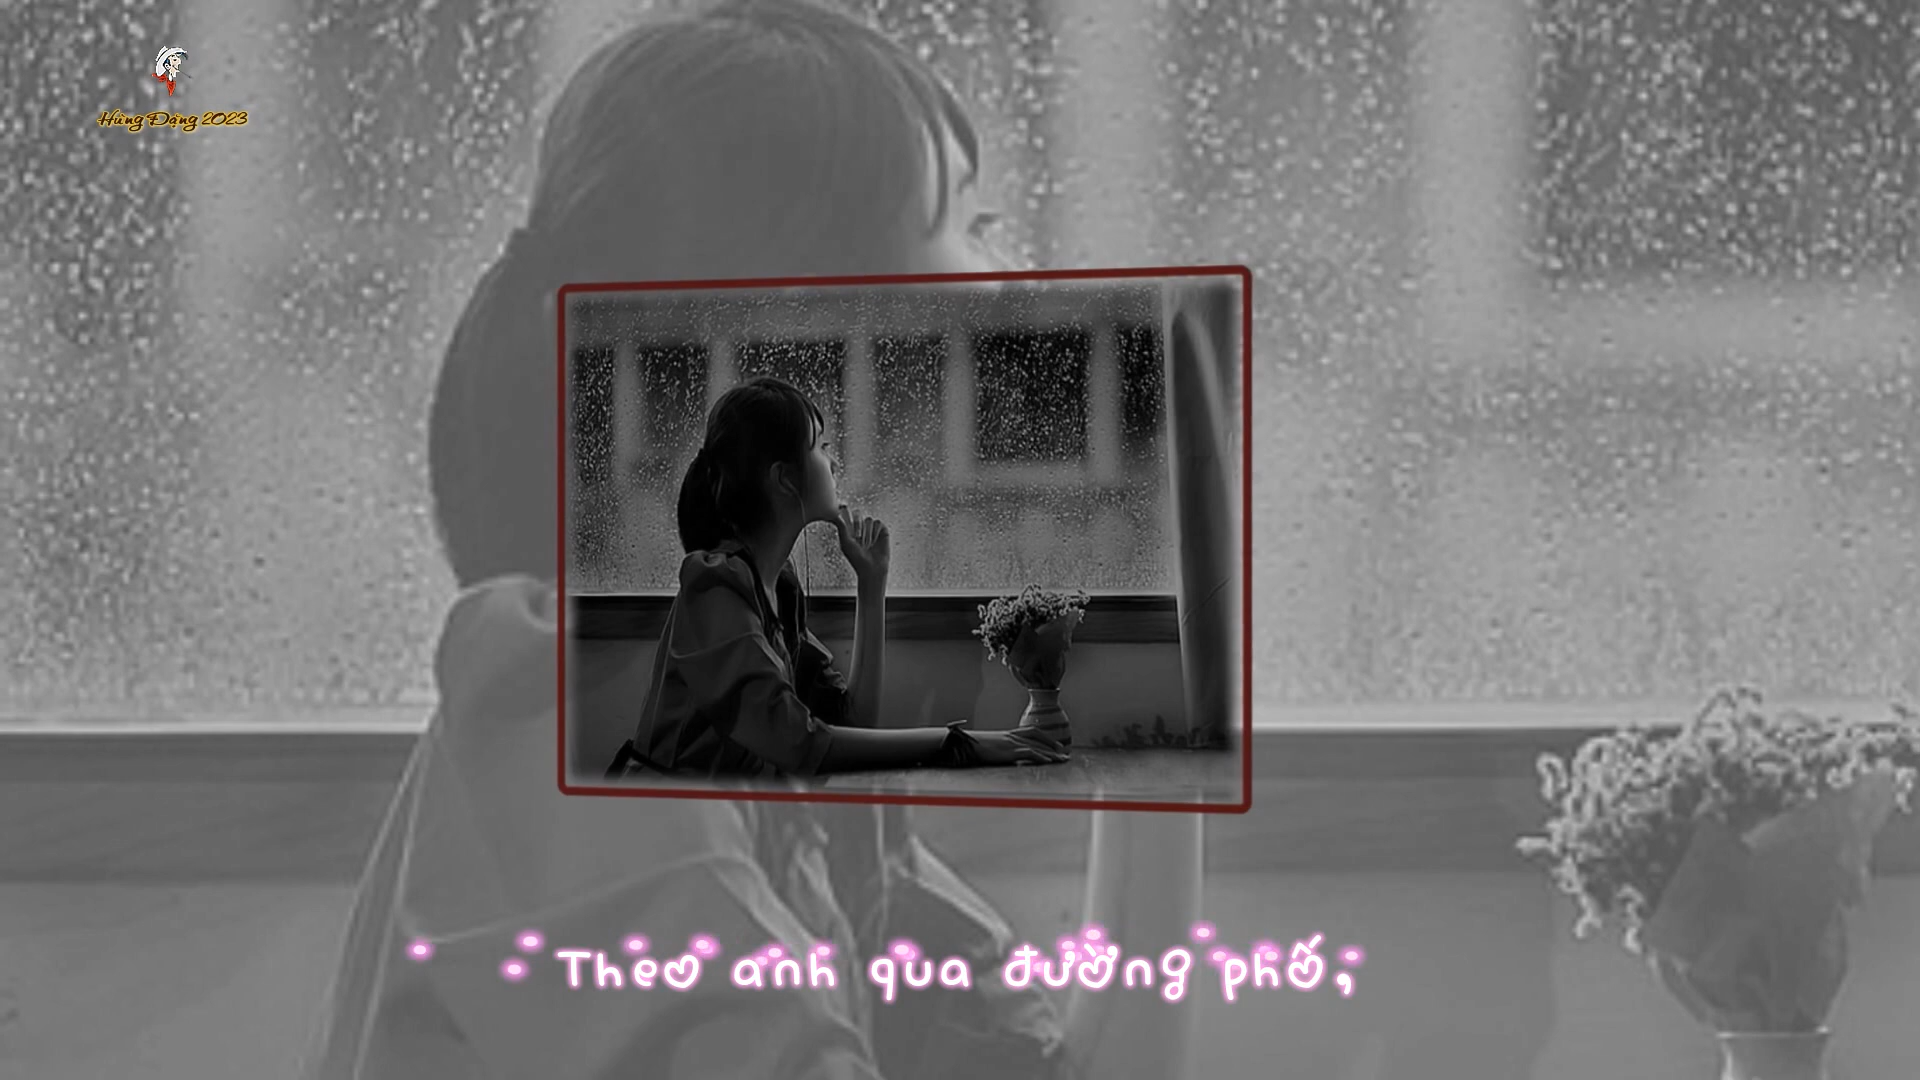 Hùng Đặng 2023
Theo anh qua đường phố;